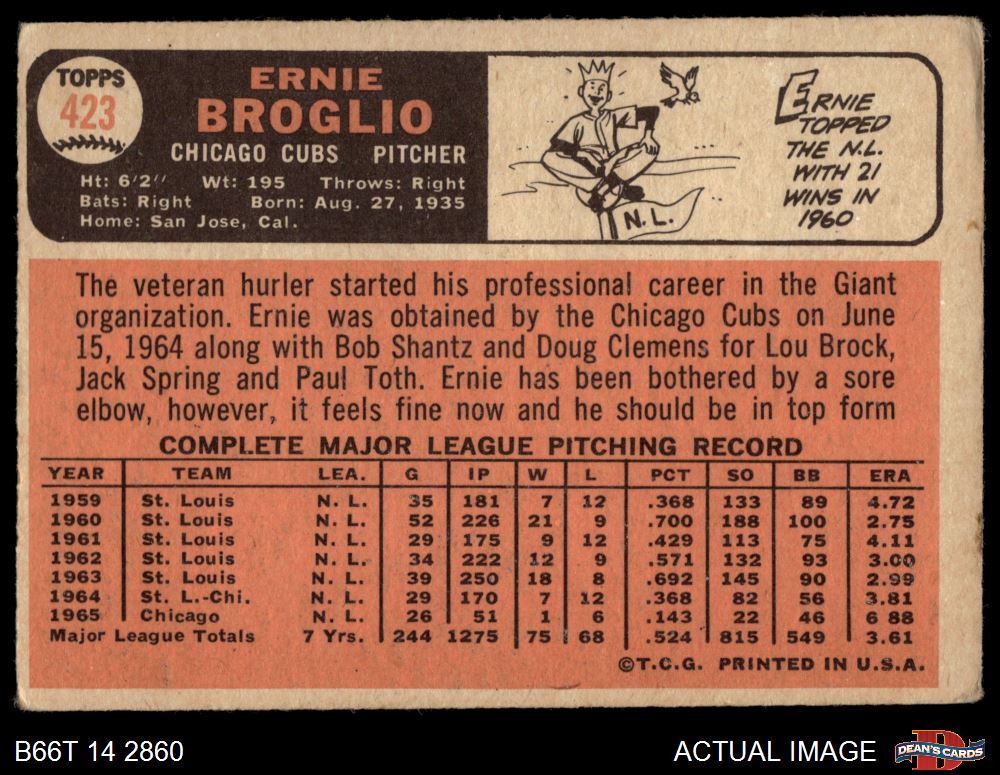 TOPPS
423
ERNIE
BROGLIO
CHICAGO CUBS PITCHER
Ht: 6'2" Wt: 195 Throws: Right
Bats: Right Born: Aug. 27, 1935
Home: San Jose, Cal.
N.L.
ERNIE
TOPPED
THE N.L.
WITH 21
WINS IN
1960
The veteran hurler started his professional career in the Giant
organization. Ernie was obtained by the Chicago Cubs on June
15, 1964 along with Bob Shantz and Doug Clemens for Lou Brock,
Jack Spring and Paul Toth. Ernie has been bothered by a sore
elbow, however, it feels fine now and he should be in top form
COMPLETE MAJOR LEAGUE PITCHING RECORD
YEAR TEAM LEA. G IP W L PCT SO BB ERA
1959 St. Louis N. L. 35 181 7 12 .368 133 89 4.72
1960 St. Louis N. L. 52 226 21 9 .700 188 100 2.75
1961 St. Louis N. L. 29 175 9 12 .429 113 75 4.11
1962 St. Louis N. L. 34 222 12 9 .571 132 93 3.00
1963 St. Louis N. L. 39 250 18 8 .692 145 90 2.99
1964 St. L.-Chi. N. L. 29 170 7 12 .368 82 56 3.81
1965 Chicago N. L. 26 51 1 6 .143 22 46 6 88
Major League Totals 7 Yrs. 244 1275 75 68 .524 815 549 3.61
©T.C.G. PRINTED IN U.S.A.
B66T 14 2860
ACTUAL IMAGE
DEAN'S CARDS